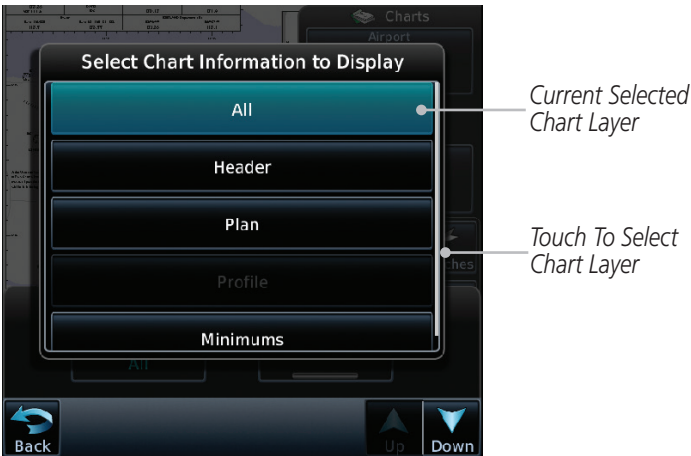 Charts
Airport
Select Chart Information to Display
All
Current Selected
Chart Layer
Header
Plan
Touch To Select
Chart Layer
Profile
Minimums
All
Back
Up
Down